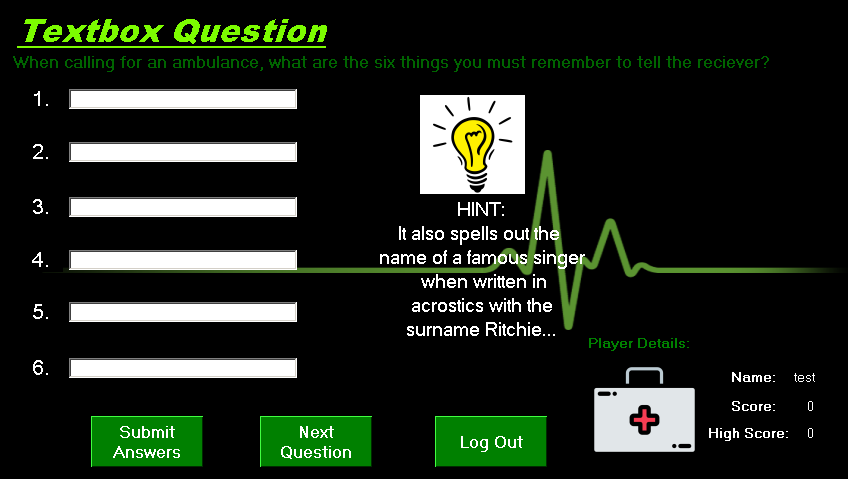 Textbox Question
When calling for an ambulance, what are the six things you must remember to tell the reciever?
1.
2.
3.
4.
5.
6.
HINT:
It also spells out the
name of a famous singer
when written in
acrostics with the
surname Ritchie...
Player Details:
Name: test
Score: 0
High Score: 0
Submit
Answers
Next
Question
Log Out